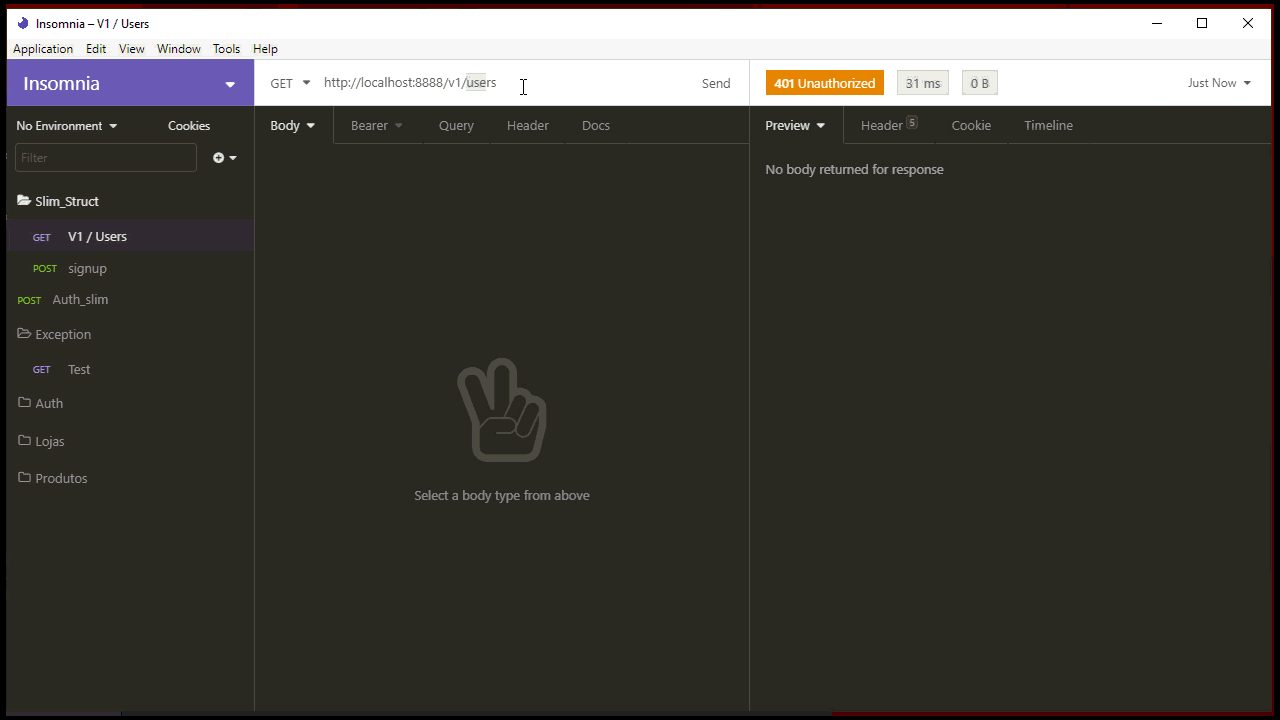 Insomnia – V1 / Users
Application Edit View Window Tools Help
Insomnia
GET http://localhost:8888/v1/users Send
401 Unauthorized 31 ms 0 B Just Now
No Environment Cookies
Body Bearer Query Header Docs
Preview Header 5 Cookie Timeline
Filter
No body returned for response
Slim_Struct
GET V1 / Users
POST signup
POST Auth_slim
Exception
GET Test
Auth
Lojas
Produtos
Select a body type from above